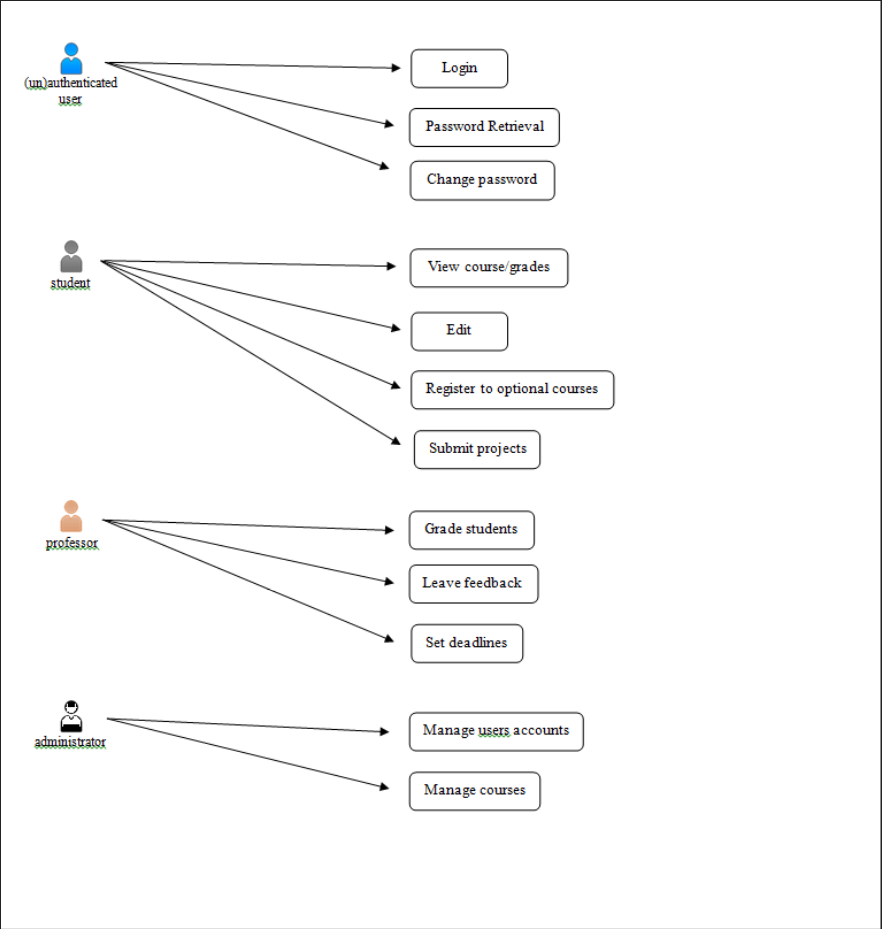 (un)authenticated
user
Login
Password Retrieval
Change password
student
View course/grades
Edit
Register to optional courses
Submit projects
professor
Grade students
Leave feedback
Set deadlines
administrator
Manage users accounts
Manage courses